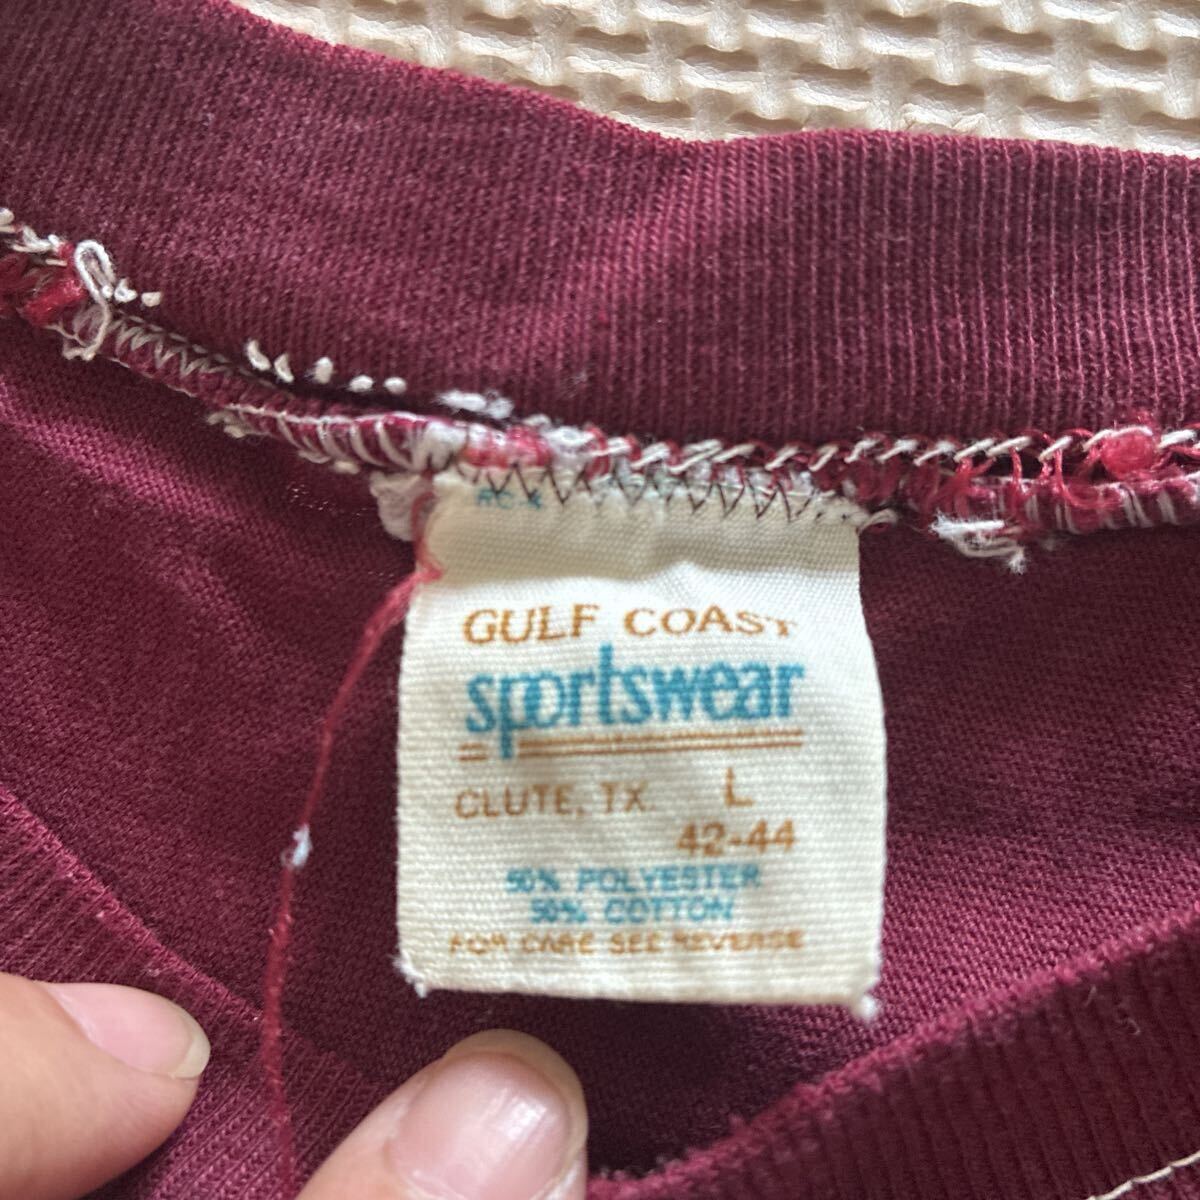 GULF COAST
sportswear
CLUTE, TX. L
42-44
50% POLYESTER
50% COTTON
FOR CARE SEE REVERSE